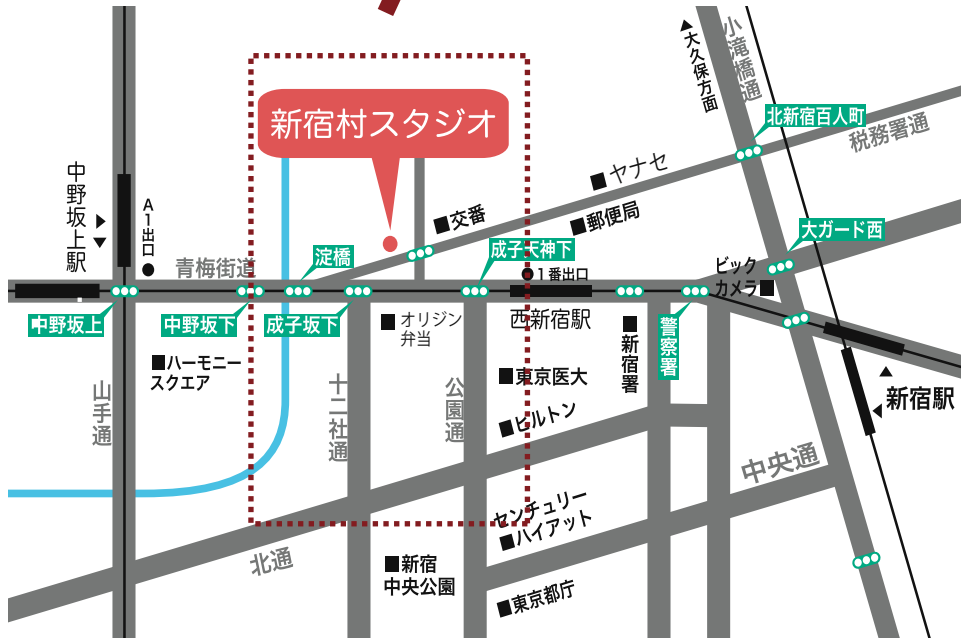 小滝橋通
▲大久保方面
北新宿百人町
税務署通
新宿村スタジオ
■ヤナセ
■交番
■郵便局
大ガード西
中野坂上駅
A1出口
青梅街道
淀橋
成子天神下
1番出口
ビックカメラ
中野坂上
中野坂下
成子坂下
オリジン
弁当
西新宿駅
新宿署
警察署
■ハーモニー
スクエア
■東京医大
新宿駅
山手通
十二社通
公園通
■ヒルトン
中央通
センチュリー
■ハイアット
北通
■新宿
中央公園
■東京都庁